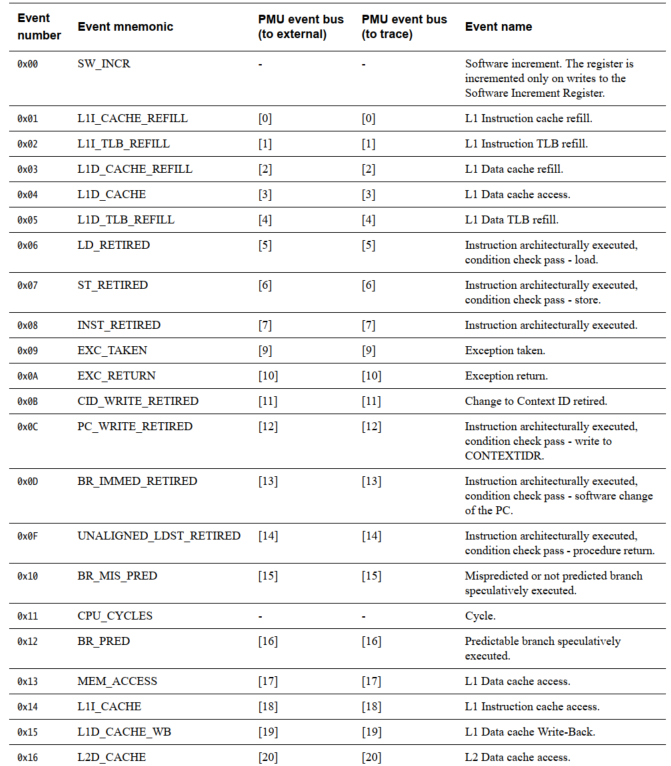 Event number Event mnemonic PMU event bus (to external) PMU event bus (to trace) Event name
0x00 SW_INCR - - Software increment. The register is
incremented only on writes to the
Software Increment Register.
0x01 L1I_CACHE_REFILL [0] [0] L1 Instruction cache refill.
0x02 L1I_TLB_REFILL [1] [1] L1 Instruction TLB refill.
0x03 L1D_CACHE_REFILL [2] [2] L1 Data cache refill.
0x04 L1D_CACHE [3] [3] L1 Data cache access.
0x05 L1D_TLB_REFILL [4] [4] L1 Data TLB refill.
0x06 LD_RETIRED [5] [5] Instruction architecturally executed,
condition check pass - load.
0x07 ST_RETIRED [6] [6] Instruction architecturally executed,
condition check pass - store.
0x08 INST_RETIRED [7] [7] Instruction architecturally executed.
0x09 EXC_TAKEN [9] [9] Exception taken.
0x0A EXC_RETURN [10] [10] Exception return.
0x0B CID_WRITE_RETIRED [11] [11] Change to Context ID retired.
0x0C PC_WRITE_RETIRED [12] [12] Instruction architecturally executed,
condition check pass - write to
CONTEXTIDR.
0x0D BR_IMMED_RETIRED [13] [13] Instruction architecturally executed,
condition check pass - software change
of the PC.
0x0F UNALIGNED_LDST_RETIRED [14] [14] Instruction architecturally executed,
condition check pass - procedure return.
0x10 BR_MIS_PRED [15] [15] Mispredicted or not predicted branch
speculatively executed.
0x11 CPU_CYCLES - - Cycle.
0x12 BR_PRED [16] [16] Predictable branch speculatively
executed.
0x13 MEM_ACCESS [17] [17] L1 Data cache access.
0x14 L1I_CACHE [18] [18] L1 Instruction cache access.
0x15 L1D_CACHE_WB [19] [19] L1 Data cache Write-Back.
0x16 L2D_CACHE [20] [20] L2 Data cache access.